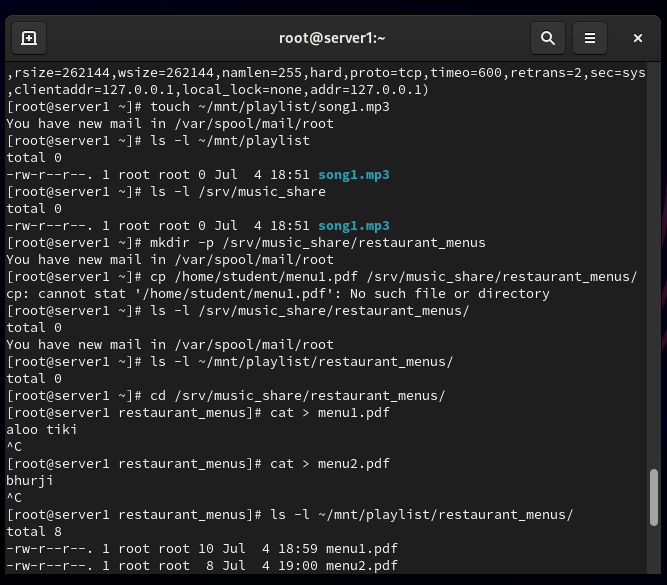 root@server1:~
,rsize=262144,wsize=262144,namlen=255,hard,proto=tcp,timeo=600,retrans=2,sec=sys
,clientaddr=127.0.0.1,local_lock=none,addr=127.0.0.1)
[root@server1 ~]# touch ~/mnt/playlist/song1.mp3
You have new mail in /var/spool/mail/root
[root@server1 ~]# ls -l ~/mnt/playlist
total 0
-rw-r--r--. 1 root root 0 Jul  4 18:51 song1.mp3
[root@server1 ~]# ls -l /srv/music_share
total 0
-rw-r--r--. 1 root root 0 Jul  4 18:51 song1.mp3
[root@server1 ~]# mkdir -p /srv/music_share/restaurant_menus
You have new mail in /var/spool/mail/root
[root@server1 ~]# cp /home/student/menu1.pdf /srv/music_share/restaurant_menus/
cp: cannot stat '/home/student/menu1.pdf': No such file or directory
[root@server1 ~]# ls -l /srv/music_share/restaurant_menus/
total 0
You have new mail in /var/spool/mail/root
[root@server1 ~]# ls -l ~/mnt/playlist/restaurant_menus/
total 0
[root@server1 ~]# cd /srv/music_share/restaurant_menus/
[root@server1 restaurant_menus]# cat > menu1.pdf
aloo tiki
^C
[root@server1 restaurant_menus]# cat > menu2.pdf
bhurji
^C
[root@server1 restaurant_menus]# ls -l ~/mnt/playlist/restaurant_menus/
total 8
-rw-r--r--. 1 root root 10 Jul  4 18:59 menu1.pdf
-rw-r--r--. 1 root root  8 Jul  4 19:00 menu2.pdf